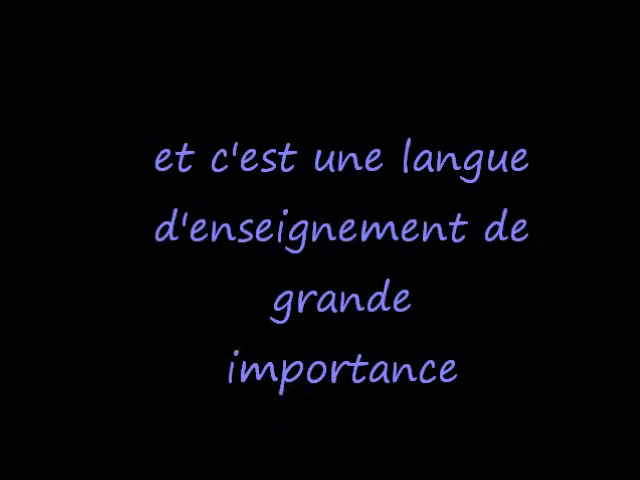 et c'est une langue
d'enseignement de
grande
importance